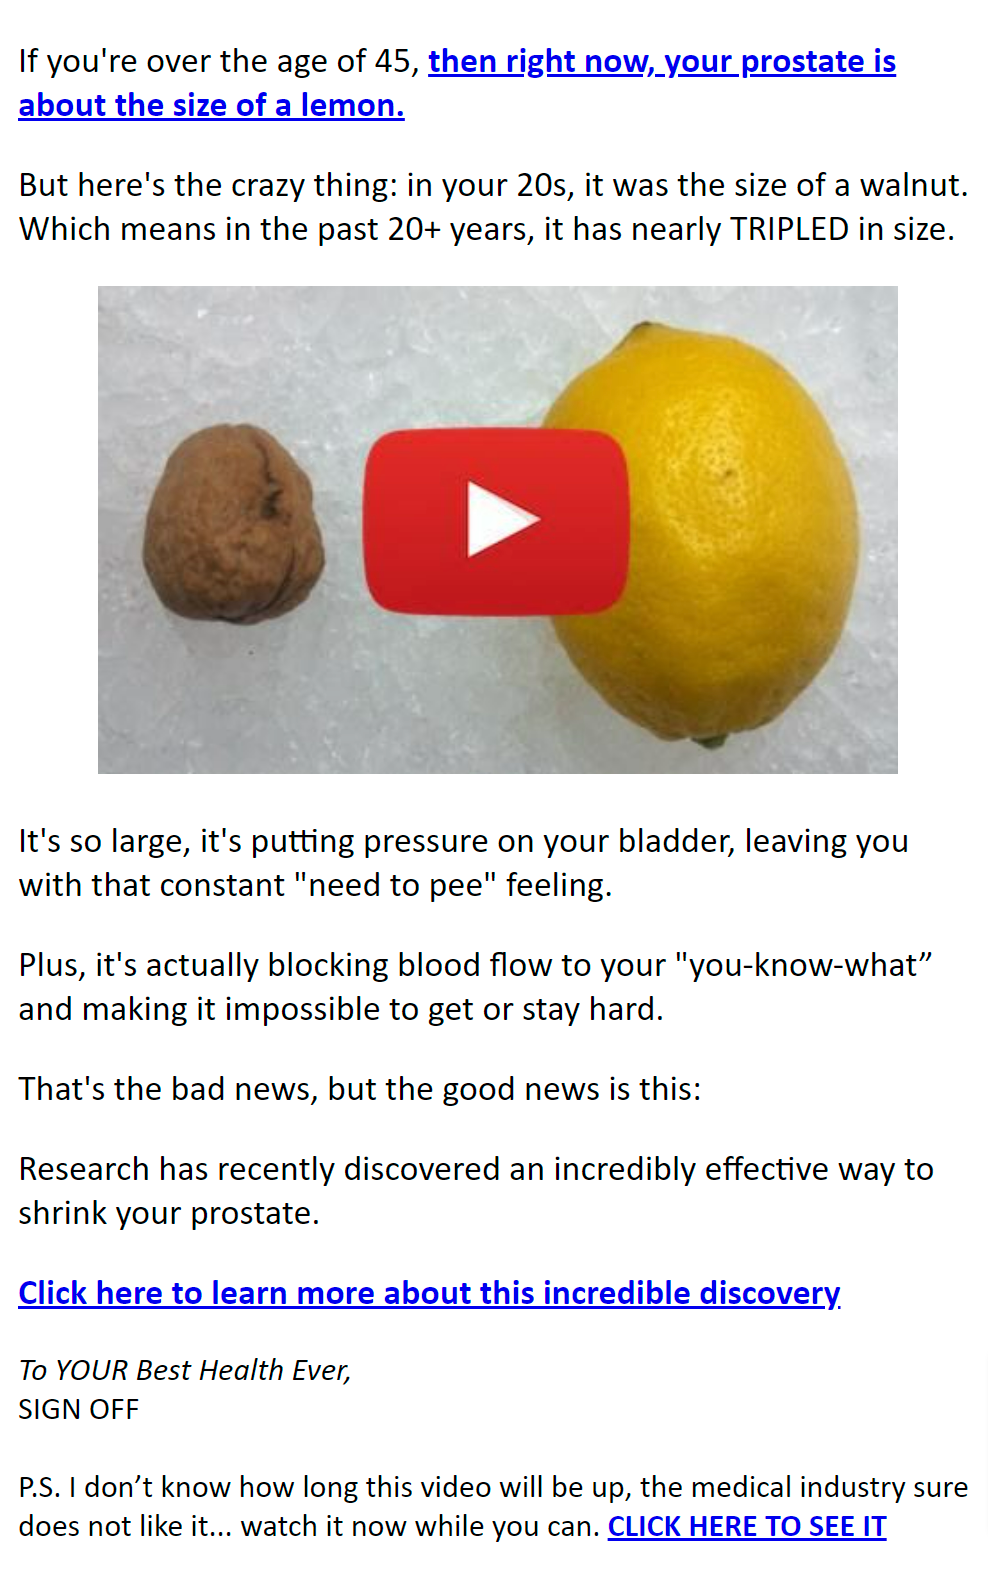 If you're over the age of 45, then right now, your prostate is
about the size of a lemon.
But here's the crazy thing: in your 20s, it was the size of a walnut.
Which means in the past 20+ years, it has nearly TRIPLED in size.
It's so large, it's putting pressure on your bladder, leaving you
with that constant "need to pee" feeling.
Plus, it's actually blocking blood flow to your "you-know-what”
and making it impossible to get or stay hard.
That's the bad news, but the good news is this:
Research has recently discovered an incredibly effective way to
shrink your prostate.
Click here to learn more about this incredible discovery
To YOUR Best Health Ever,
SIGN OFF
P.S. I don’t know how long this video will be up, the medical industry sure
does not like it... watch it now while you can. CLICK HERE TO SEE IT